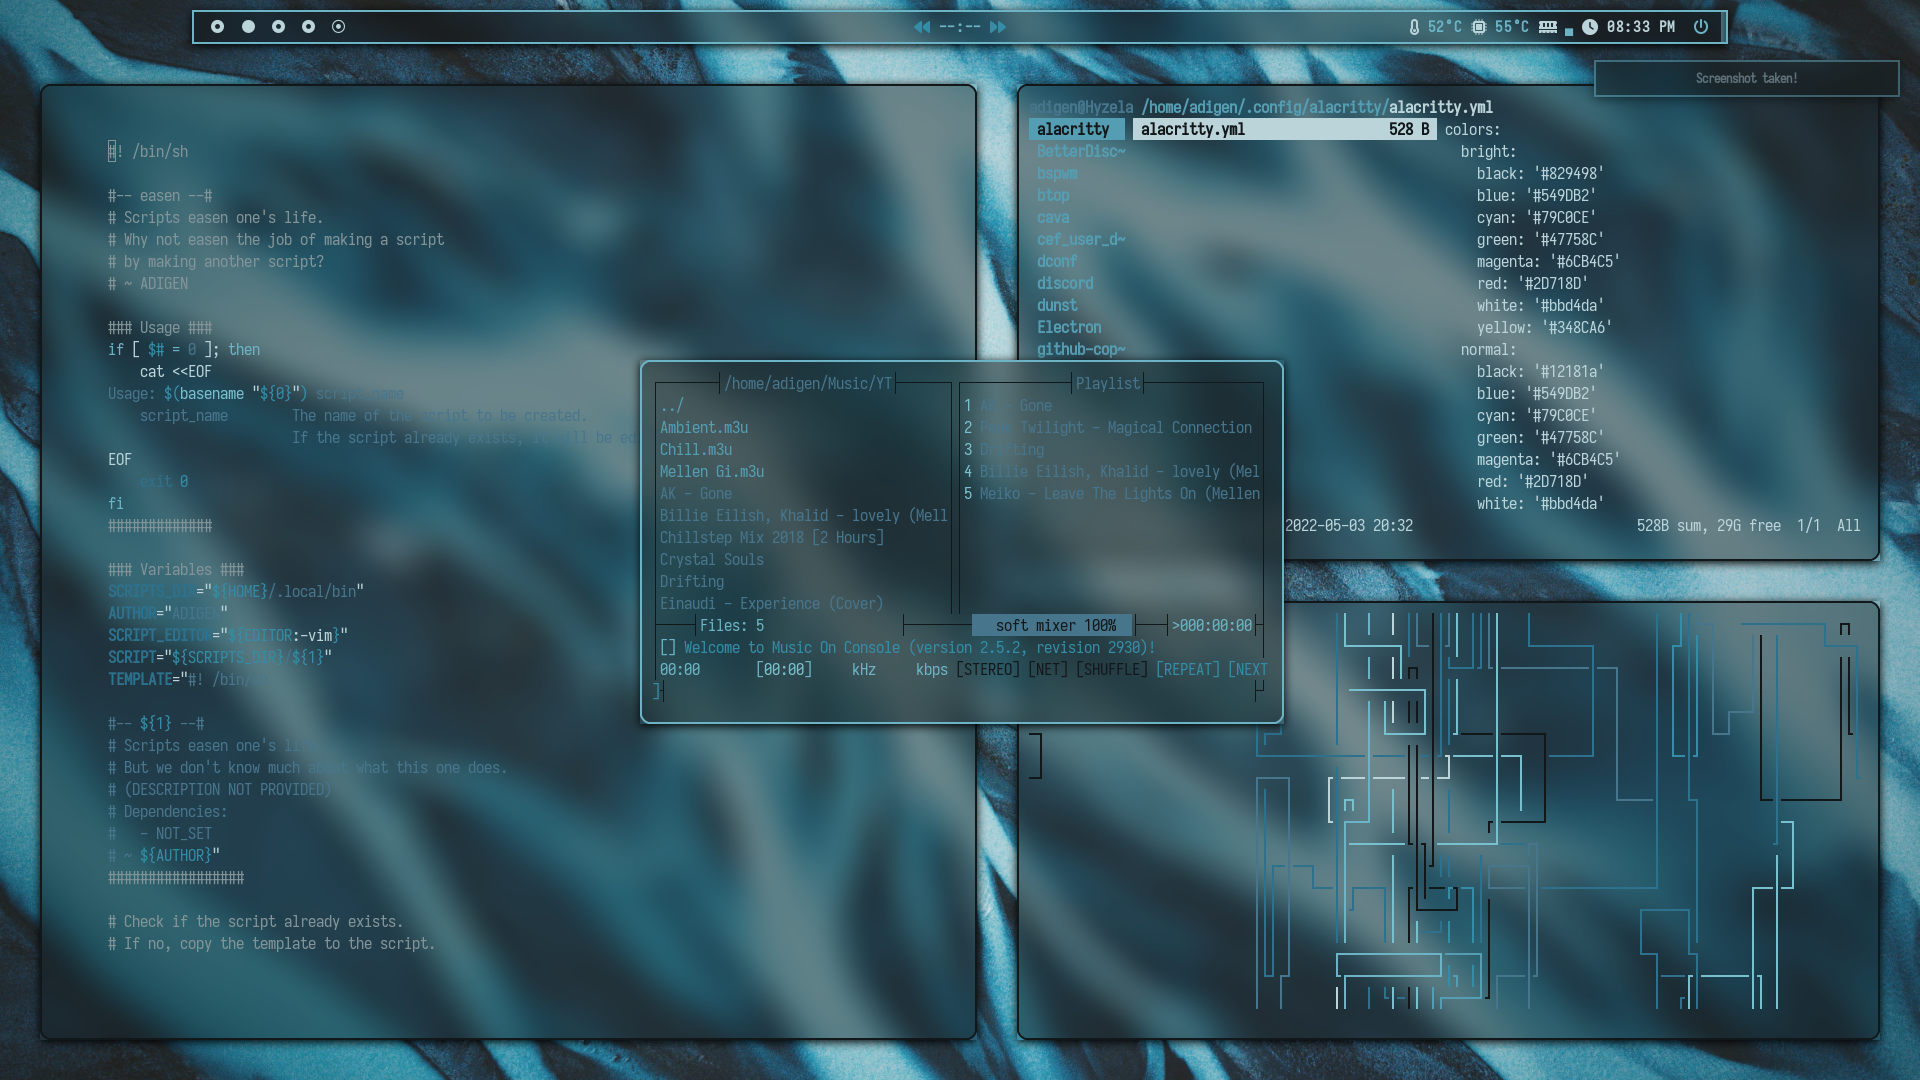 --:--
52°C 55°C 08:33 PM
Screenshot taken!
#! /bin/sh
#-- easen --#
# Scripts easen one's life.
# Why not easen the job of making a script
# by making another script?
# ~ ADIGEN
### Usage ###
if [ $# = 0 ]; then
cat <<EOF
Usage: $(basename "${0}") script_name
script_name The name of the script to be created.
If the script already exists, it will be ed
EOF
exit 0
fi
#############
### Variables ###
SCRIPTS_DIR="${HOME}/.local/bin"
AUTHOR="ADIGEN"
SCRIPT_EDITOR="${EDITOR:-vim}"
SCRIPT="${SCRIPTS_DIR}/${1}"
TEMPLATE="#! /bin/sh
#-- ${1} --#
# Scripts easen one's life.
# But we don't know much about what this one does.
# (DESCRIPTION NOT PROVIDED)
# Dependencies:
# - NOT_SET
# ~ ${AUTHOR}"
#################
# Check if the script already exists.
# If no, copy the template to the script.
adigen@Hyzela /home/adigen/.config/alacritty/alacritty.yml
alacritty alacritty.yml 528 B colors:
BetterDisc~ bright:
bspwm black: '#829498'
btop blue: '#549DB2'
cava cyan: '#79C0CE'
cef_user_d~ green: '#47758C'
dconf magenta: '#6CB4C5'
discord red: '#2D718D'
dunst white: '#bbd4da'
Electron yellow: '#348CA6'
github-cop~ normal:
black: '#12181a'
blue: '#549DB2'
cyan: '#79C0CE'
green: '#47758C'
magenta: '#6CB4C5'
red: '#2D718D'
white: '#bbd4da'
2022-05-03 20:32 528B sum, 29G free 1/1 All
/home/adigen/Music/YT
../
Ambient.m3u
Chill.m3u
Mellen Gi.m3u
AK - Gone
Billie Eilish, Khalid - lovely (Mell
Chillstep Mix 2018 [2 Hours]
Crystal Souls
Drifting
Einaudi - Experience (Cover)
Playlist
1 AK - Gone
2 Twilight - Magical Connection
3 Drifting
4 Billie Eilish, Khalid - lovely (Mel
5 Meiko - Leave The Lights On (Mellen
Files: 5 soft mixer 100% >000:00:00
[] Welcome to Music On Console (version 2.5.2, revision 2930)!
00:00 [00:00] kHz kbps [STEREO] [NET] [SHUFFLE] [REPEAT] [NEXT
]